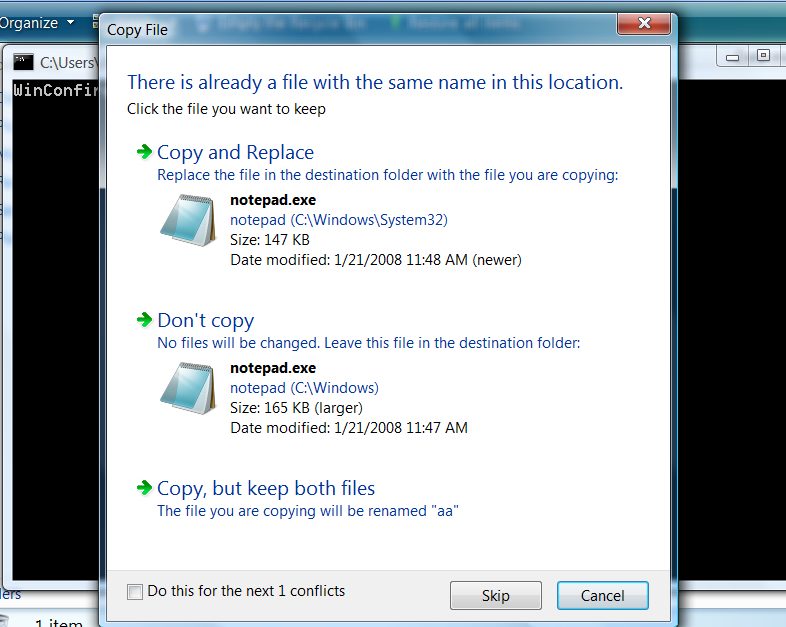 Organize
Copy File
C:\Users\
WinConfir
There is already a file with the same name in this location.
Click the file you want to keep
Copy and Replace
Replace the file in the destination folder with the file you are copying:
notepad.exe
notepad (C:\Windows\System32)
Size: 147 KB
Date modified: 1/21/2008 11:48 AM (newer)
Don't copy
No files will be changed. Leave this file in the destination folder:
notepad.exe
notepad (C:\Windows)
Size: 165 KB (larger)
Date modified: 1/21/2008 11:47 AM
Copy, but keep both files
The file you are copying will be renamed "aa"
Do this for the next 1 conflicts
Skip
Cancel
ders
1 item